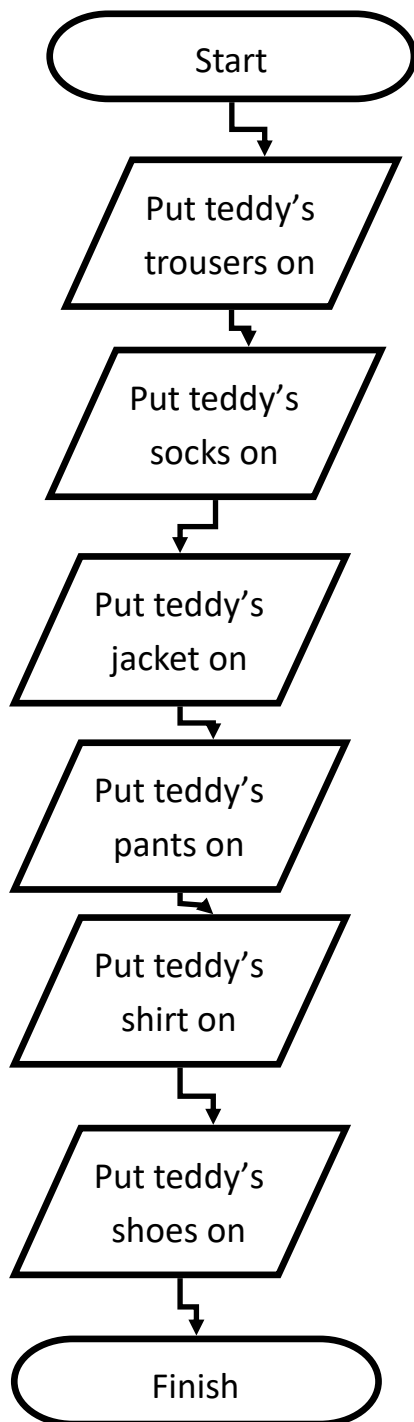 Start
Put teddy’s
trousers on
Put teddy’s
socks on
Put teddy’s
jacket on
Put teddy’s
pants on
Put teddy’s
shirt on
Put teddy’s
shoes on
Finish